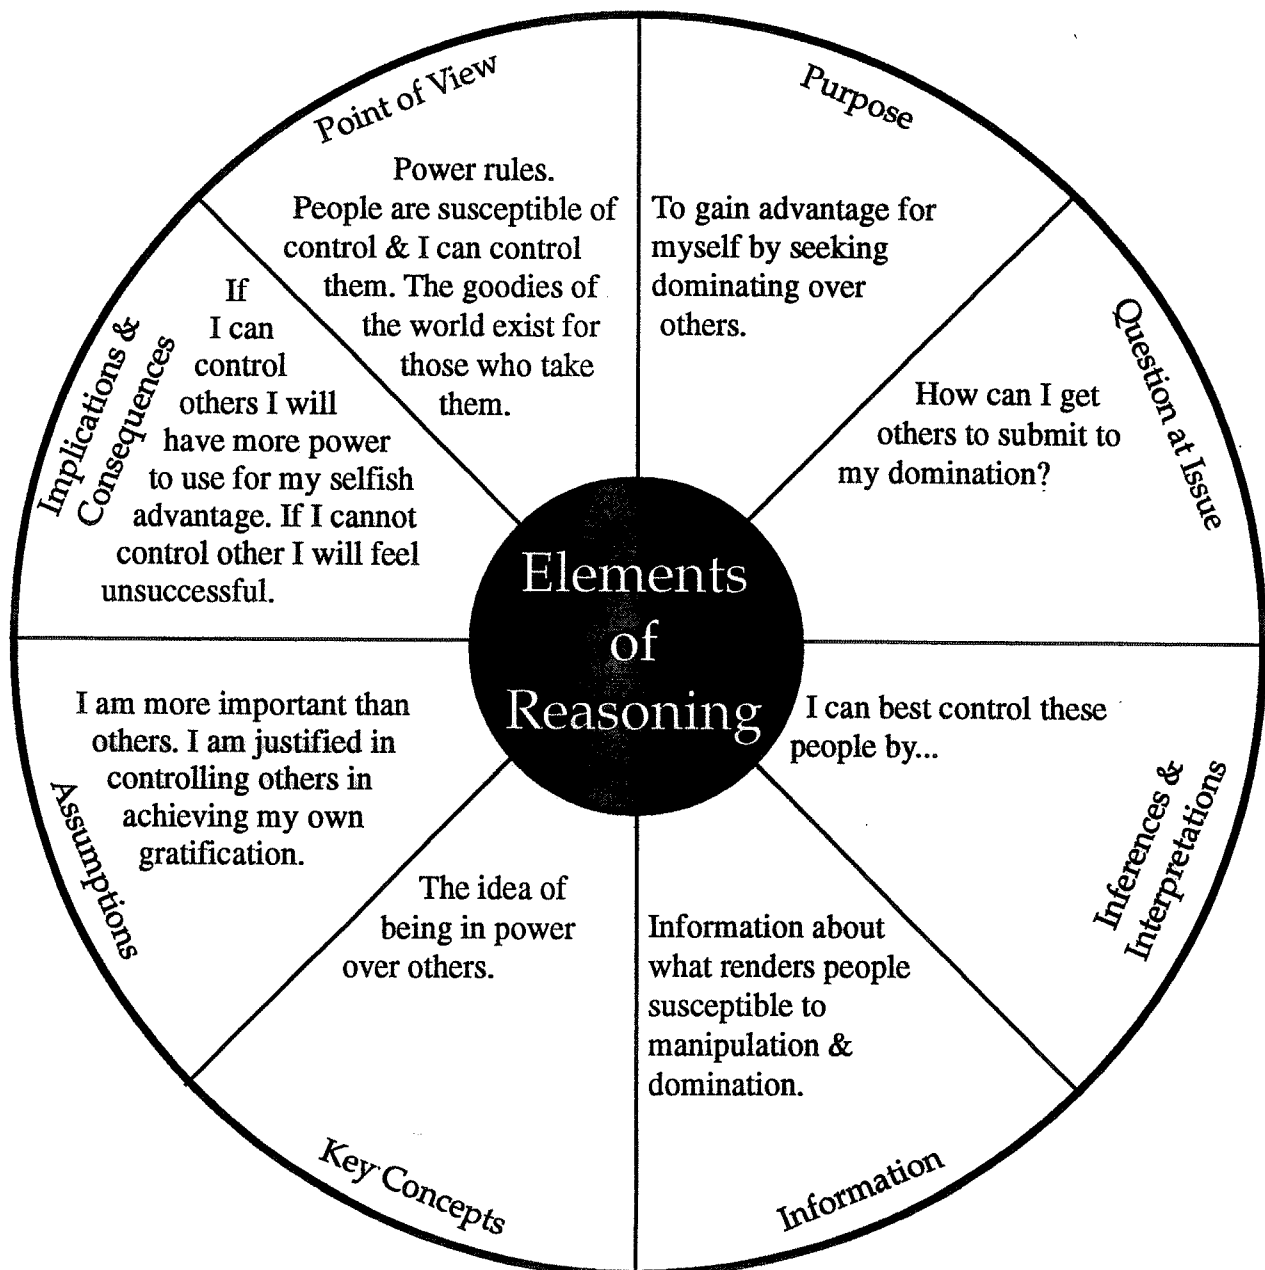 Point of View
Power rules.
People are susceptible of
control & I can control
them. The goodies of
the world exist for
those who take
them.
Purpose
To gain advantage for
myself by seeking
dominating over
others.
Question at Issue
How can I get
others to submit to
my domination?
Implications &
Consequences
If
I can
control
others I will
have more power
to use for my selfish
advantage. If I cannot
control other I will feel
unsuccessful.
Elements
of
Reasoning
I can best control these
people by...
Inferences &
Interpretations
Assumptions
I am more important than
others. I am justified in
controlling others in
achieving my own
gratification.
The idea of
being in power
over others.
Key Concepts
Information about
what renders people
susceptible to
manipulation &
domination.
Information